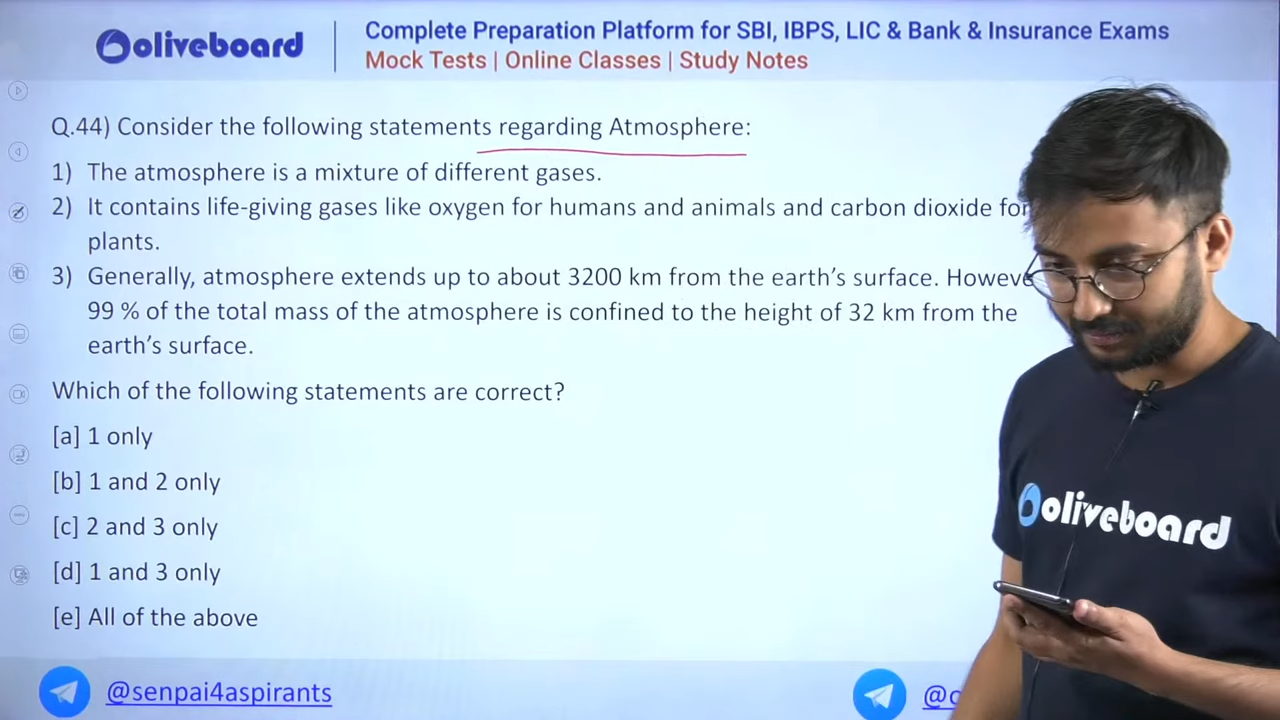 oliveboard
Complete Preparation Platform for SBI, IBPS, LIC & Bank & Insurance Exams
Mock Tests | Online Classes | Study Notes
Q.44) Consider the following statements regarding Atmosphere:
1) The atmosphere is a mixture of different gases.
2) It contains life-giving gases like oxygen for humans and animals and carbon dioxide for
plants.
3) Generally, atmosphere extends up to about 3200 km from the earth’s surface. Howeve
99 % of the total mass of the atmosphere is confined to the height of 32 km from the
earth’s surface.
Which of the following statements are correct?
[a] 1 only
[b] 1 and 2 only
[c] 2 and 3 only
[d] 1 and 3 only
[e] All of the above
oliveboard
@senpai4aspirants